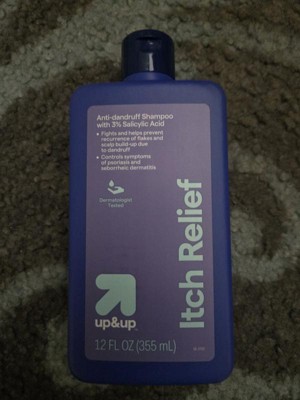 Anti-dandruff Shampoo
with 3% Salicylic Acid
• Fights and helps prevent
recurrence of flakes and
scalp build-up due
to dandruff
• Controls symptoms
of psoriasis and
seborrheic dermatitis
Dermatologist
Tested
Itch Relief
up&up
12 FL OZ (355 mL)